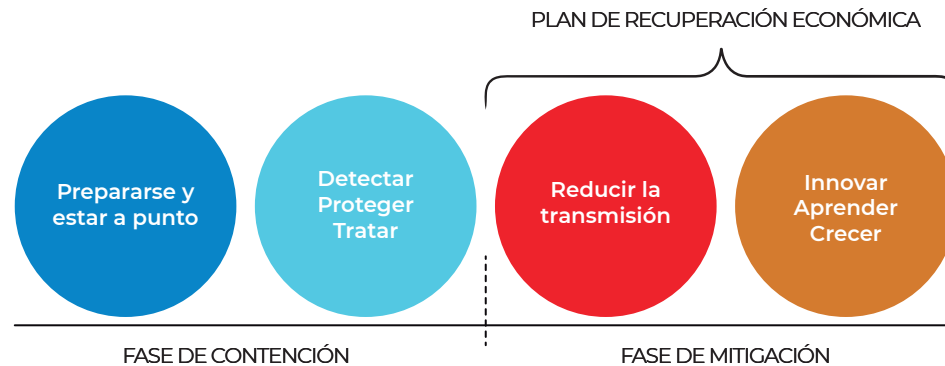 PLAN DE RECUPERACIÓN ECONÓMICA
Prepararse y
estar a punto
Detectar
Proteger
Tratar
Reducir la
transmisión
Innovar
Aprender
Crecer
FASE DE CONTENCIÓN
FASE DE MITIGACIÓN